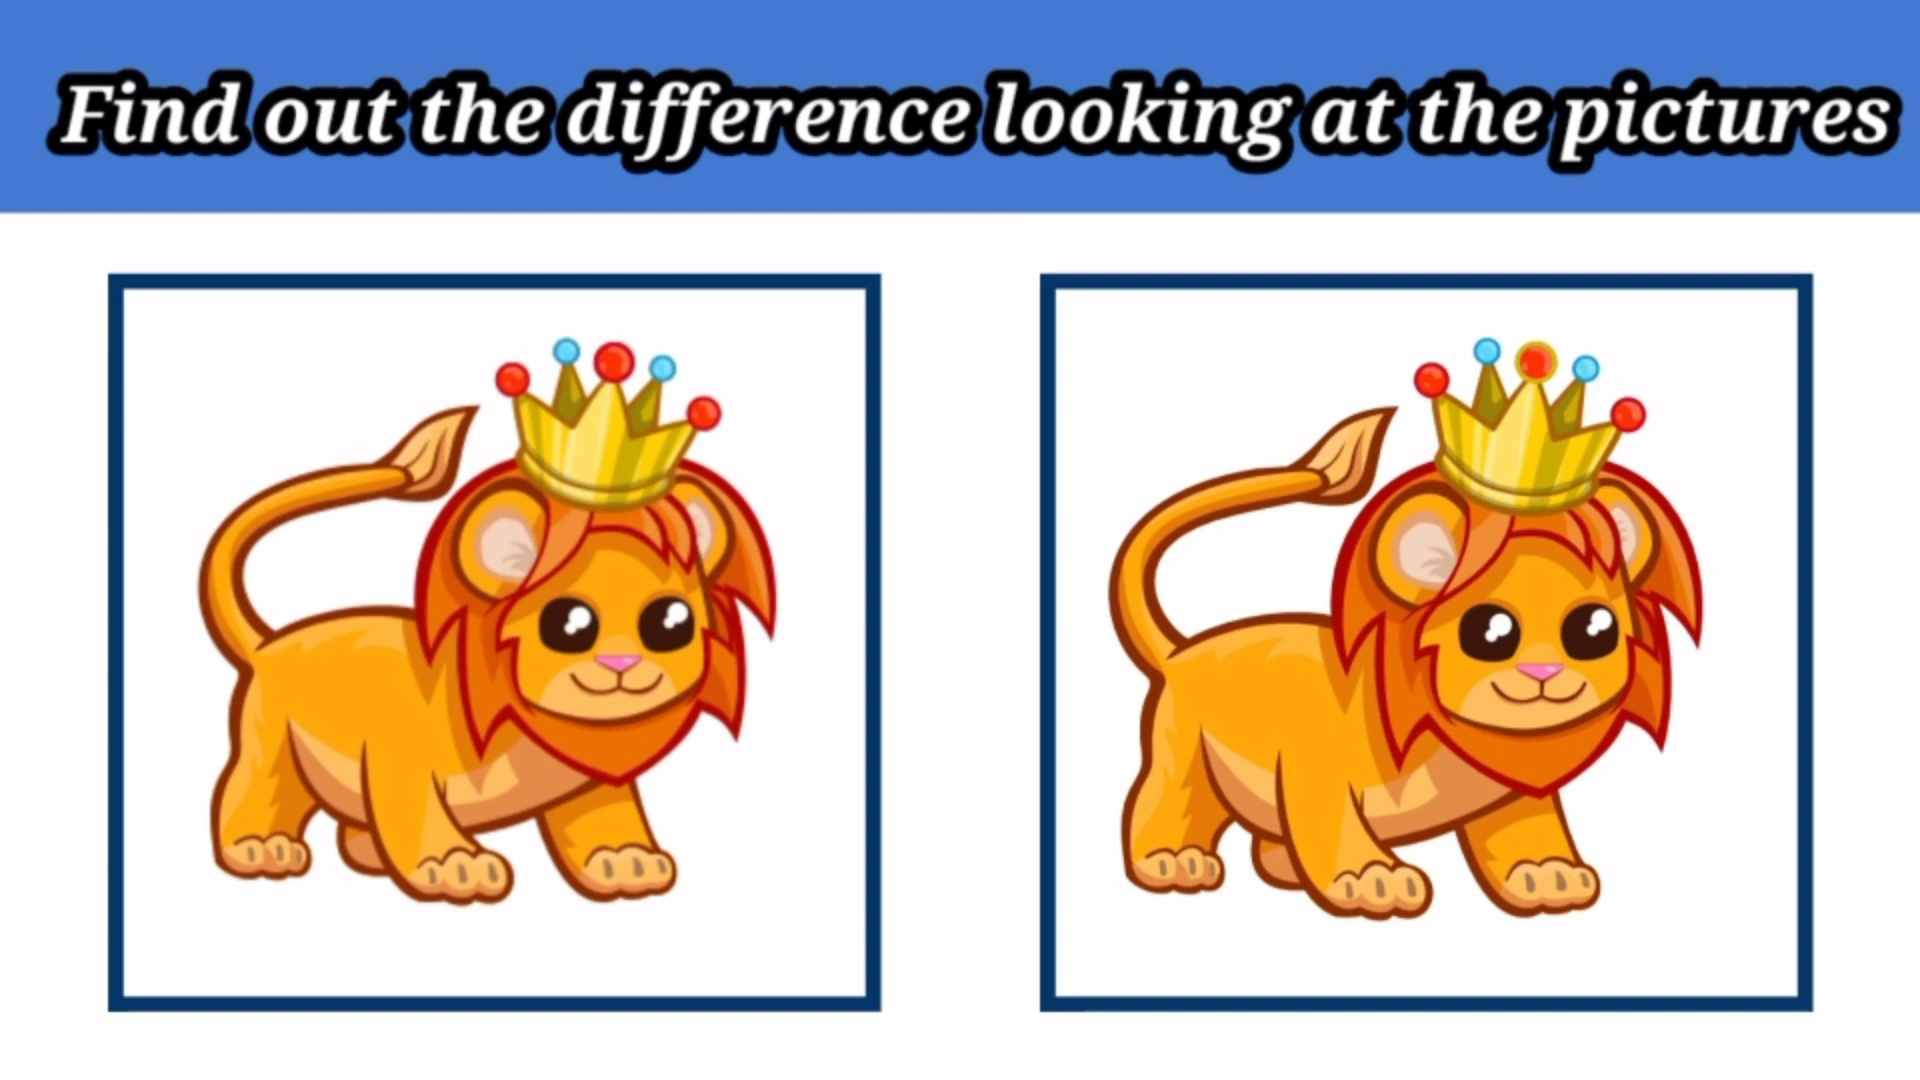 Find out the difference looking at the pictures